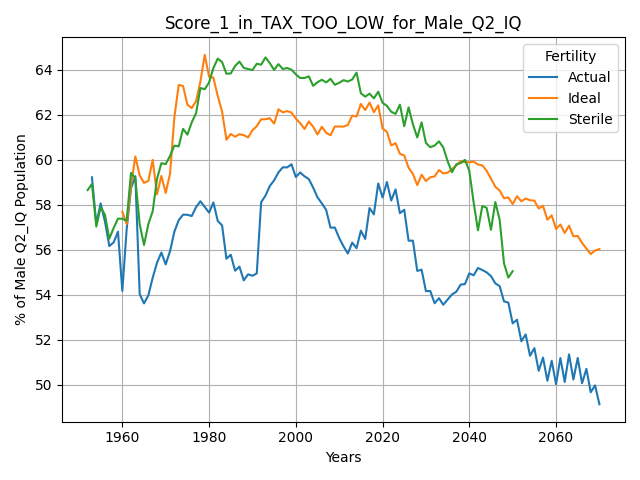 Score_1_in_TAX_TOO_LOW_for_Male_Q2_IQ
% of Male Q2_IQ Population
64
62
60
58
56
54
52
50
Fertility
Actual
Ideal
Sterile
1960 1980 2000 2020 2040 2060
Years